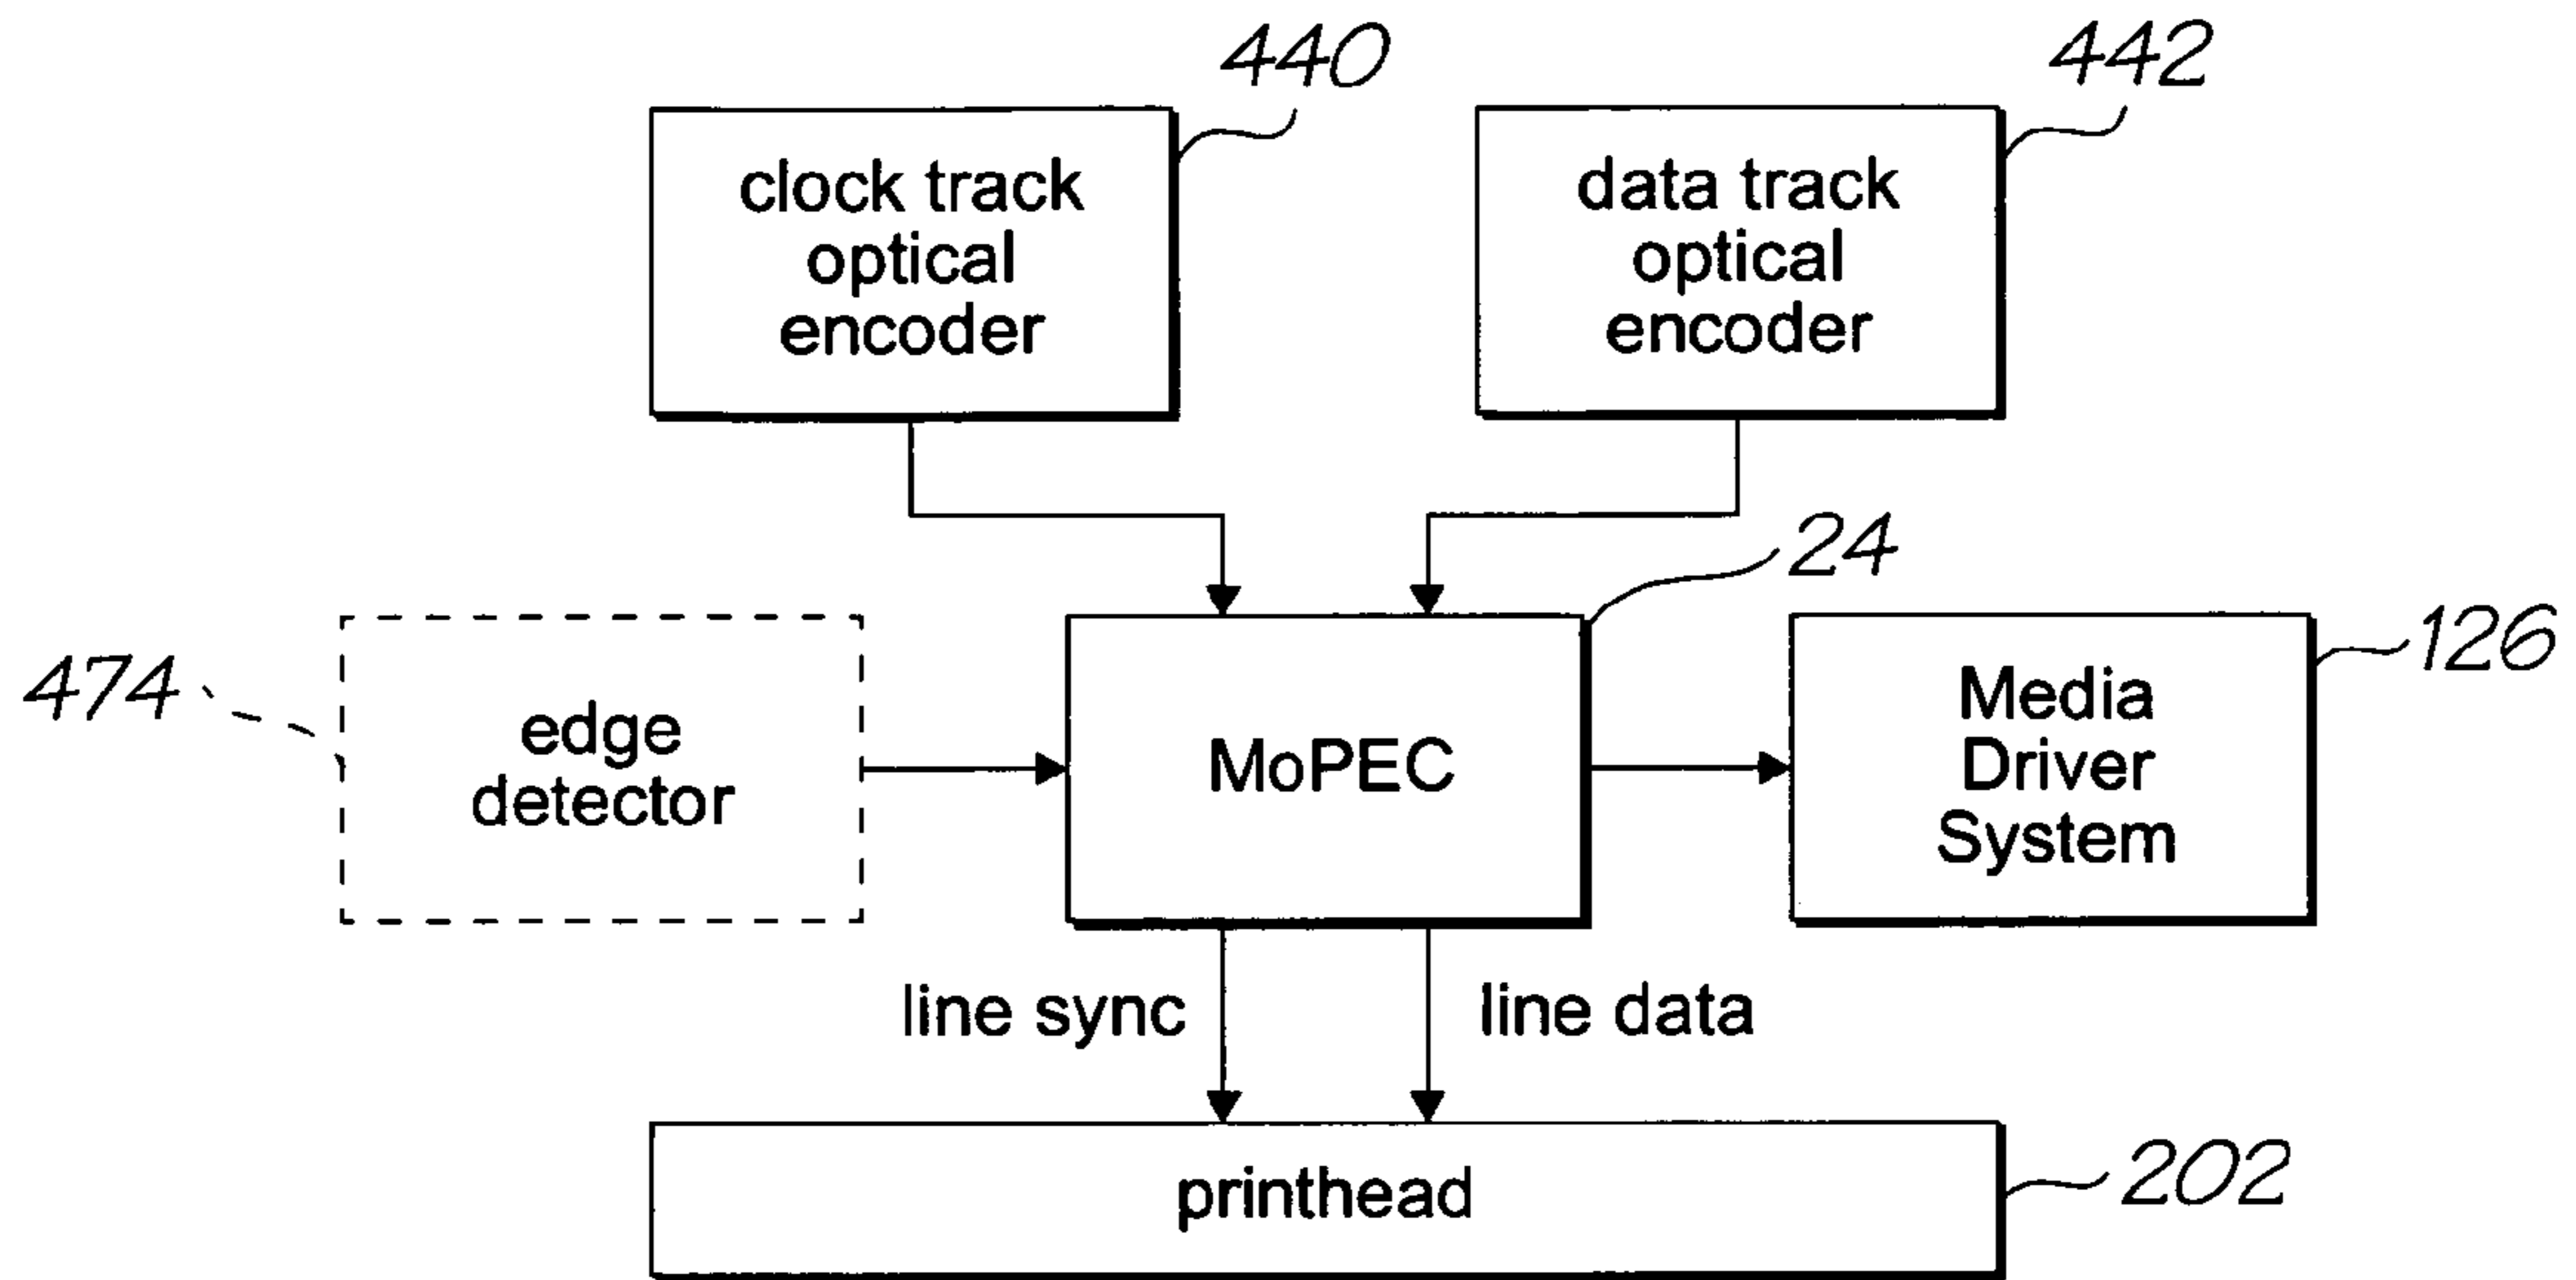 440
442
clock track
optical
encoder
data track
optical
encoder
24
126
474
edge
detector
MoPEC
Media
Driver
System
line sync
line data
printhead
202